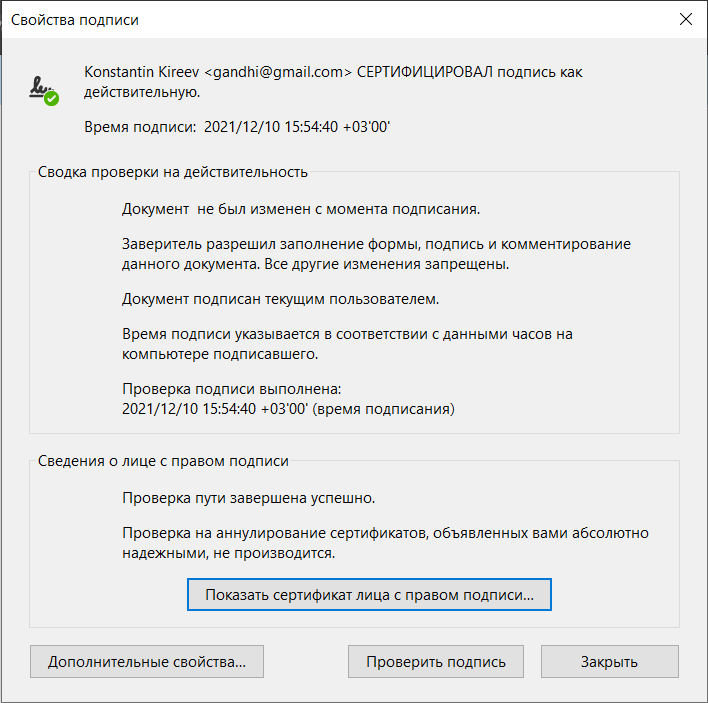 Свойства подписи
Konstantin Kireev <gandhi@gmail.com> СЕРТИФИЦИРОВАЛ подпись как
действительную.
Время подписи: 2021/12/10 15:54:40 +03'00'
Сводка проверки на действительность
Документ не был изменен с момента подписания.
Заверитель разрешил заполнение формы, подпись и комментирование
данного документа. Все другие изменения запрещены.
Документ подписан текущим пользователем.
Время подписи указывается в соответствии с данными часов на
компьютере подписавшего.
Проверка подписи выполнена:
2021/12/10 15:54:40 +03'00' (время подписания)
Сведения о лице с правом подписи
Проверка пути завершена успешно.
Проверка на аннулирование сертификатов, объявленных вами абсолютно
надежными, не производится.
Показать сертификат лица с правом подписи...
Дополнительные свойства...
Проверить подпись
Закрыть